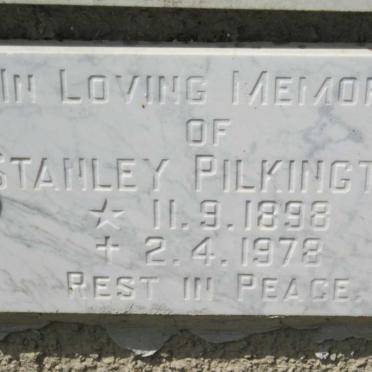 IN LOVING MEMOR
OF
STANLEY PILKINGT
☆ 11.9.1898
✝ 2.4.1978
REST IN PEACE.